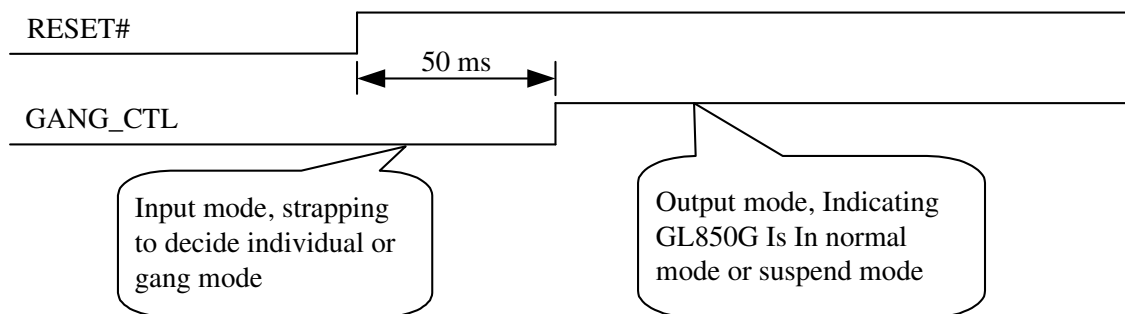 RESET#
50 ms
GANG_CTL
Input mode, strapping
to decide individual or
gang mode
Output mode, Indicating
GL850G Is In normal
mode or suspend mode